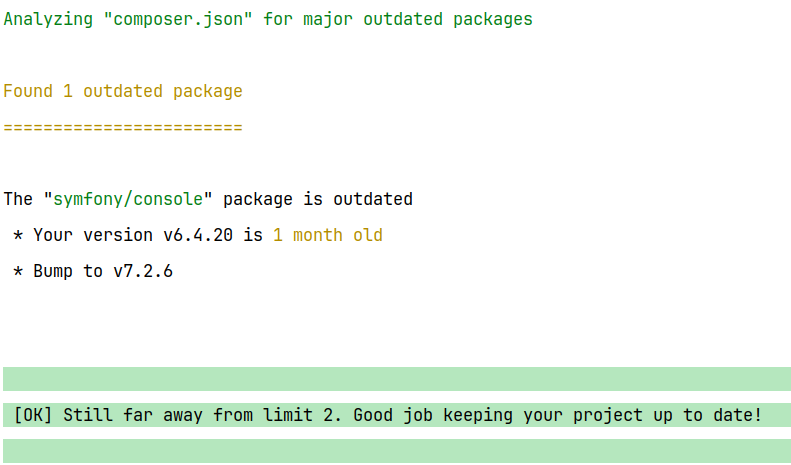 Analyzing "composer.json" for major outdated packages
Found 1 outdated package
========================
The "symfony/console" package is outdated
* Your version v6.4.20 is 1 month old
* Bump to v7.2.6
[OK] Still far away from limit 2. Good job keeping your project up to date!